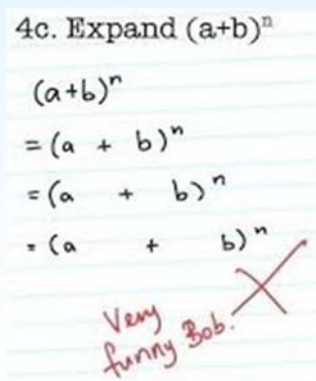 4c. Expand (a+b)ⁿ
(a+b)ⁿ
= (a + b)ⁿ
= (a + b)ⁿ
= (a + b)ⁿ
Very
funny Bob.